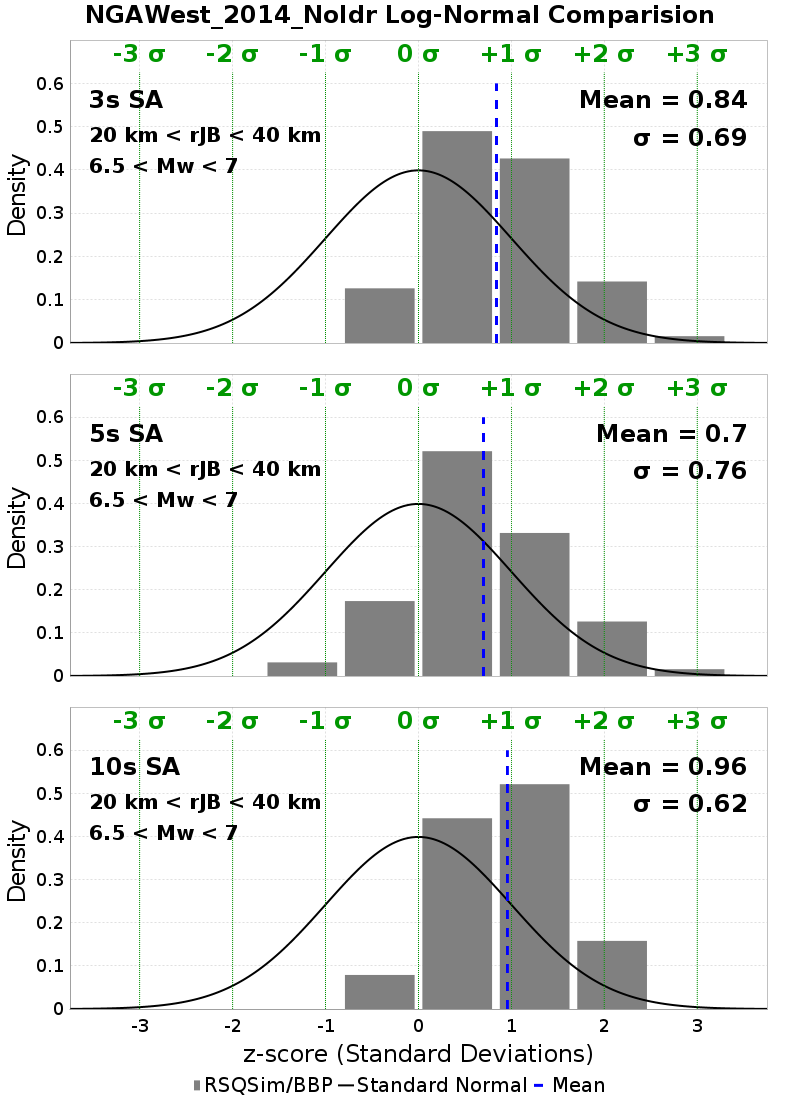 NGAWest_2014_NoIdr Log-Normal Comparision
-3 σ -2 σ -1 σ 0 σ +1 σ +2 σ +3 σ
3s SA
20 km < rJB < 40 km
6.5 < Mw < 7
Mean = 0.84
σ = 0.69
0.6
0.5
0.4
0.3
0.2
0.1
0
Density
-3 σ -2 σ -1 σ 0 σ +1 σ +2 σ +3 σ
5s SA
20 km < rJB < 40 km
6.5 < Mw < 7
Mean = 0.7
σ = 0.76
0.6
0.5
0.4
0.3
0.2
0.1
0
Density
-3 σ -2 σ -1 σ 0 σ +1 σ +2 σ +3 σ
10s SA
20 km < rJB < 40 km
6.5 < Mw < 7
Mean = 0.96
σ = 0.62
0.6
0.5
0.4
0.3
0.2
0.1
0
Density
-3 -2 -1 0 1 2 3
z-score (Standard Deviations)
RSQSim/BBP Standard Normal Mean